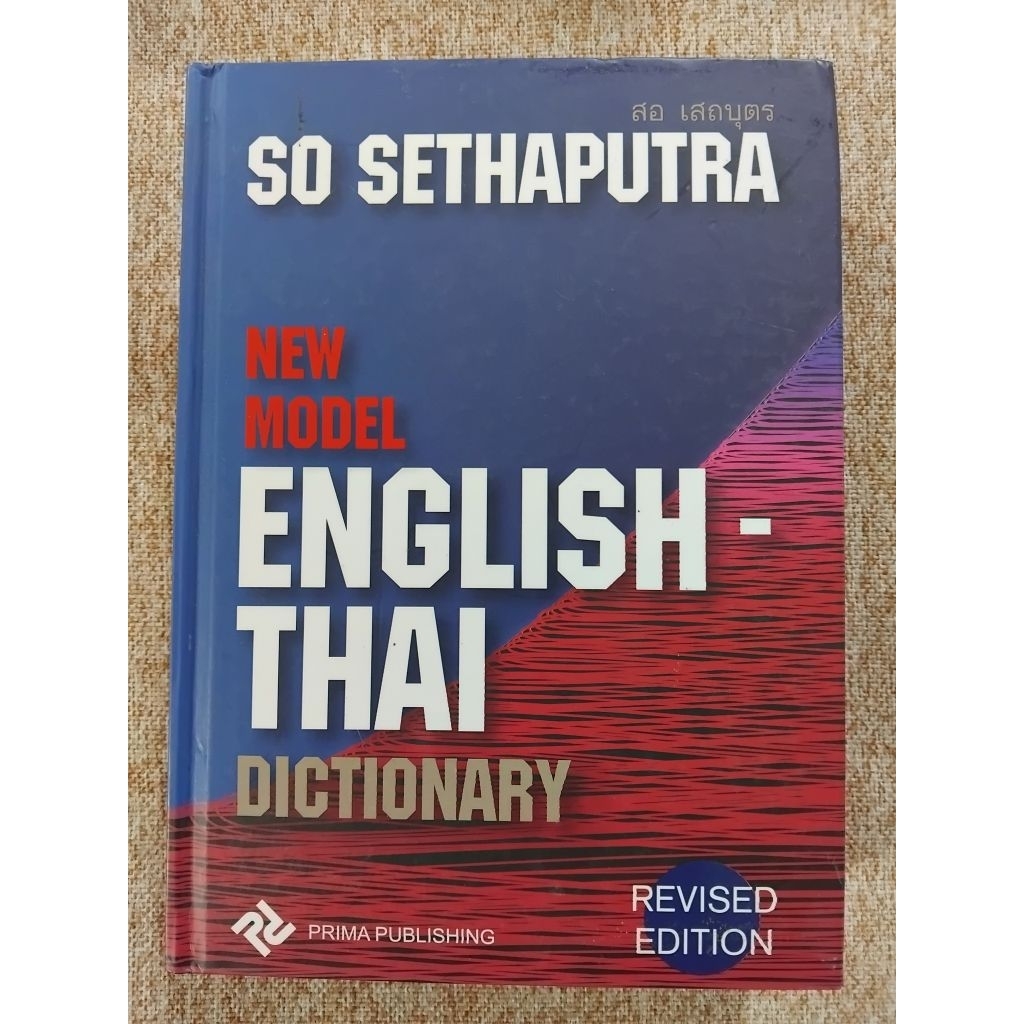 สอ เสถบุตร
SO SETHAPUTRA
NEW
MODEL
ENGLISH -
THAI
DICTIONARY
REVISED
EDITION
PRIMA PUBLISHING